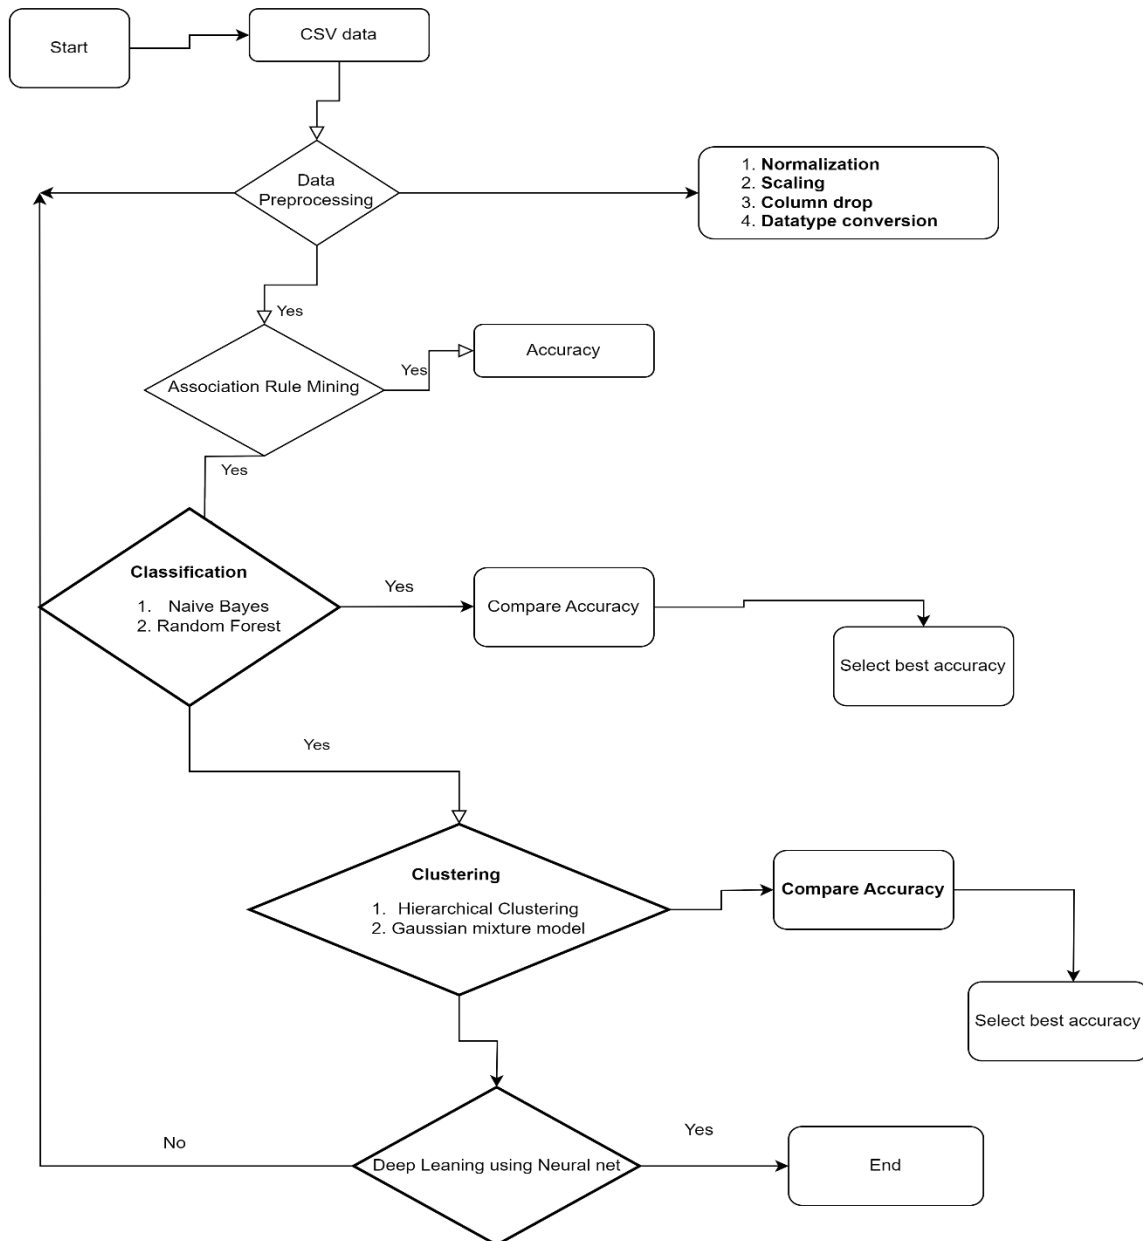 Start
CSV data
Data
Preprocessing
1. Normalization
2. Scaling
3. Column drop
4. Datatype conversion
Yes
Association Rule Mining
Yes
Accuracy
Yes
Classification
1. Naive Bayes
2. Random Forest
Yes
Compare Accuracy
Select best accuracy
Yes
Clustering
1. Hierarchical Clustering
2. Gaussian mixture model
Compare Accuracy
Select best accuracy
No
Deep Leaning using Neural net
Yes
End